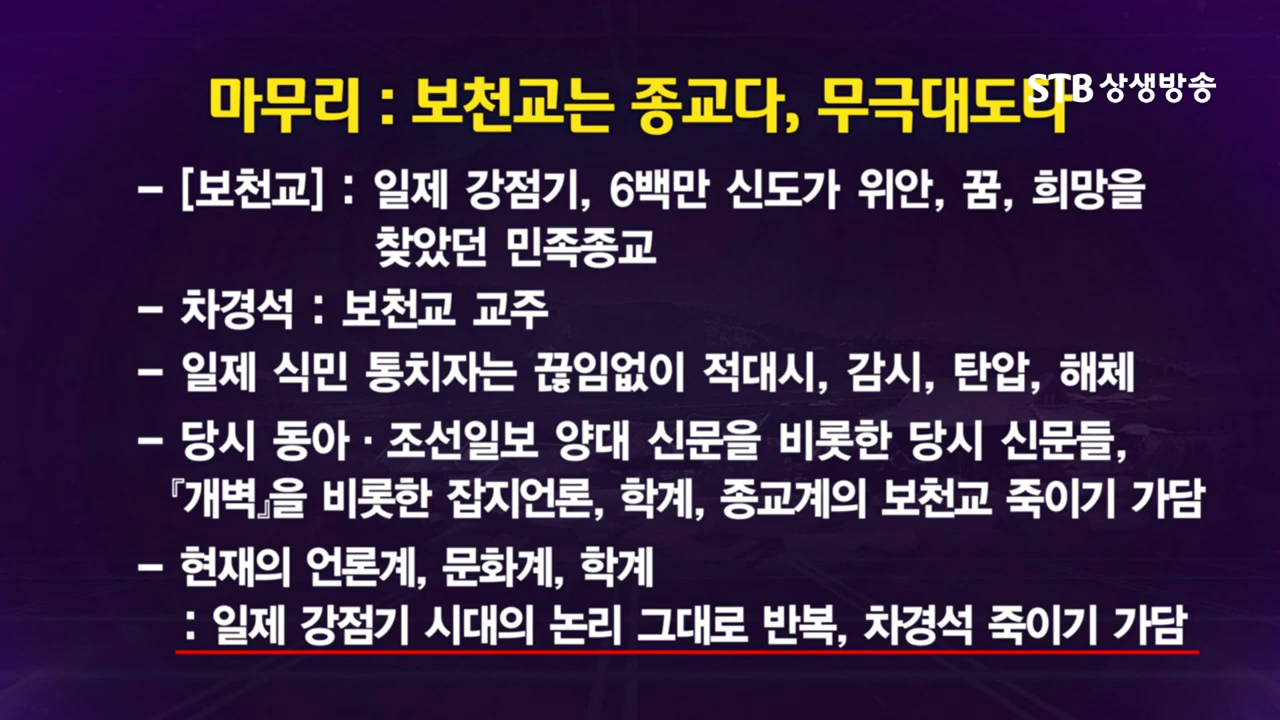 마무리 : 보천교는 종교다, 무극대도다
STB 상생방송
- [보천교] : 일제 강점기, 6백만 신도가 위안, 꿈, 희망을
찾았던 민족종교
- 차경석 : 보천교 교주
- 일제 식민 통치자는 끊임없이 적대시, 감시, 탄압, 해체
- 당시 동아 · 조선일보 양대 신문을 비롯한 당시 신문들,
『개벽』을 비롯한 잡지언론, 학계, 종교계의 보천교 죽이기 가담
- 현재의 언론계, 문화계, 학계
: 일제 강점기 시대의 논리 그대로 반복, 차경석 죽이기 가담